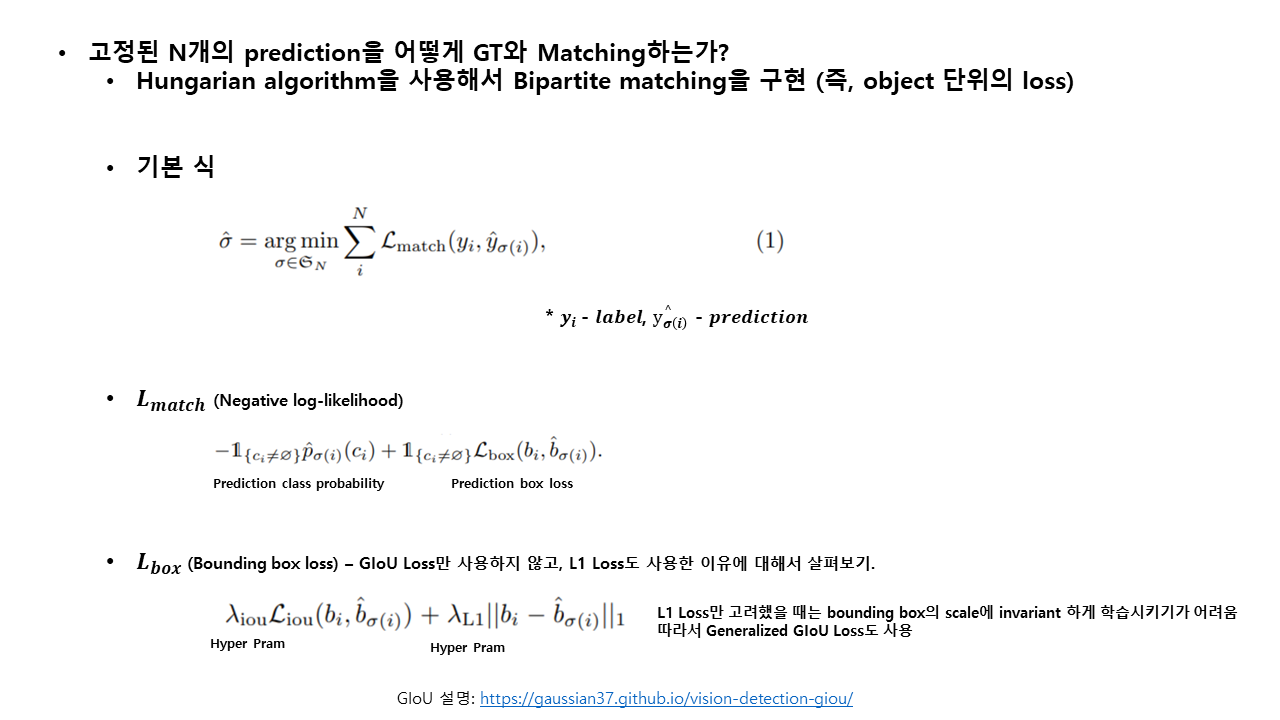 • 고정된 N개의 prediction을 어떻게 GT와 Matching하는가?
• Hungarian algorithm을 사용해서 Bipartite matching을 구현 (즉, object 단위의 loss)
• 기본 식
$\hat{\sigma} = \underset{\sigma \in \mathfrak{S}_N}{\arg\min} \sum_{i}^{N} \mathcal{L}_{\text{match}}(y_i, \hat{y}_{\sigma(i)}),$ (1)
* $y_i$ - label, $\hat{y}_{\sigma(i)}$ - prediction
• $L_{match}$ (Negative log-likelihood)
$-\mathbb{1}_{\{c_i \neq \varnothing\}} \hat{p}_{\sigma(i)}(c_i) + \mathbb{1}_{\{c_i \neq \varnothing\}} \mathcal{L}_{\text{box}}(b_i, \hat{b}_{\sigma(i)}).$
Prediction class probability Prediction box loss
• $L_{box}$ (Bounding box loss) – GIoU Loss만 사용하지 않고, L1 Loss도 사용한 이유에 대해서 살펴보기.
$\lambda_{\text{iou}} \mathcal{L}_{\text{iou}}(b_i, \hat{b}_{\sigma(i)}) + \lambda_{\text{L1}} ||b_i - \hat{b}_{\sigma(i)}||_1$
Hyper Pram Hyper Pram
L1 Loss만 고려했을 때는 bounding box의 scale에 invariant 하게 학습시키기가 어려움
따라서 Generalized GIoU Loss도 사용
GIoU 설명: https://gaussian37.github.io/vision-detection-giou/